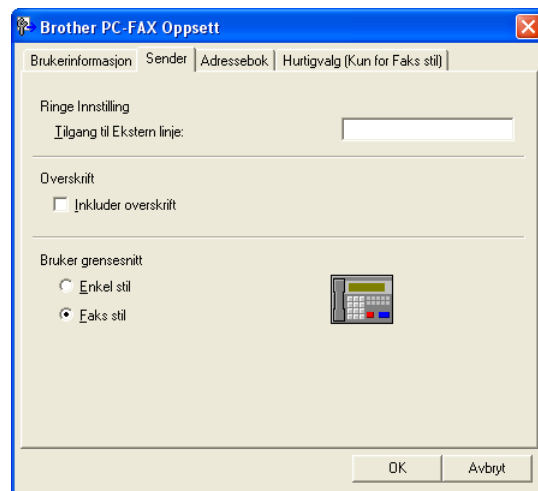 Brother PC-FAX Oppsett
Brukerinformasjon Sender Adressebok Hurtigvalg (Kun for Faks stil)
Ringe Innstilling
Tilgang til Ekstern linje:
Overskrift
Inkluder overskrift
Bruker grensesnitt
Enkel stil
Faks stil
OK Avbryt